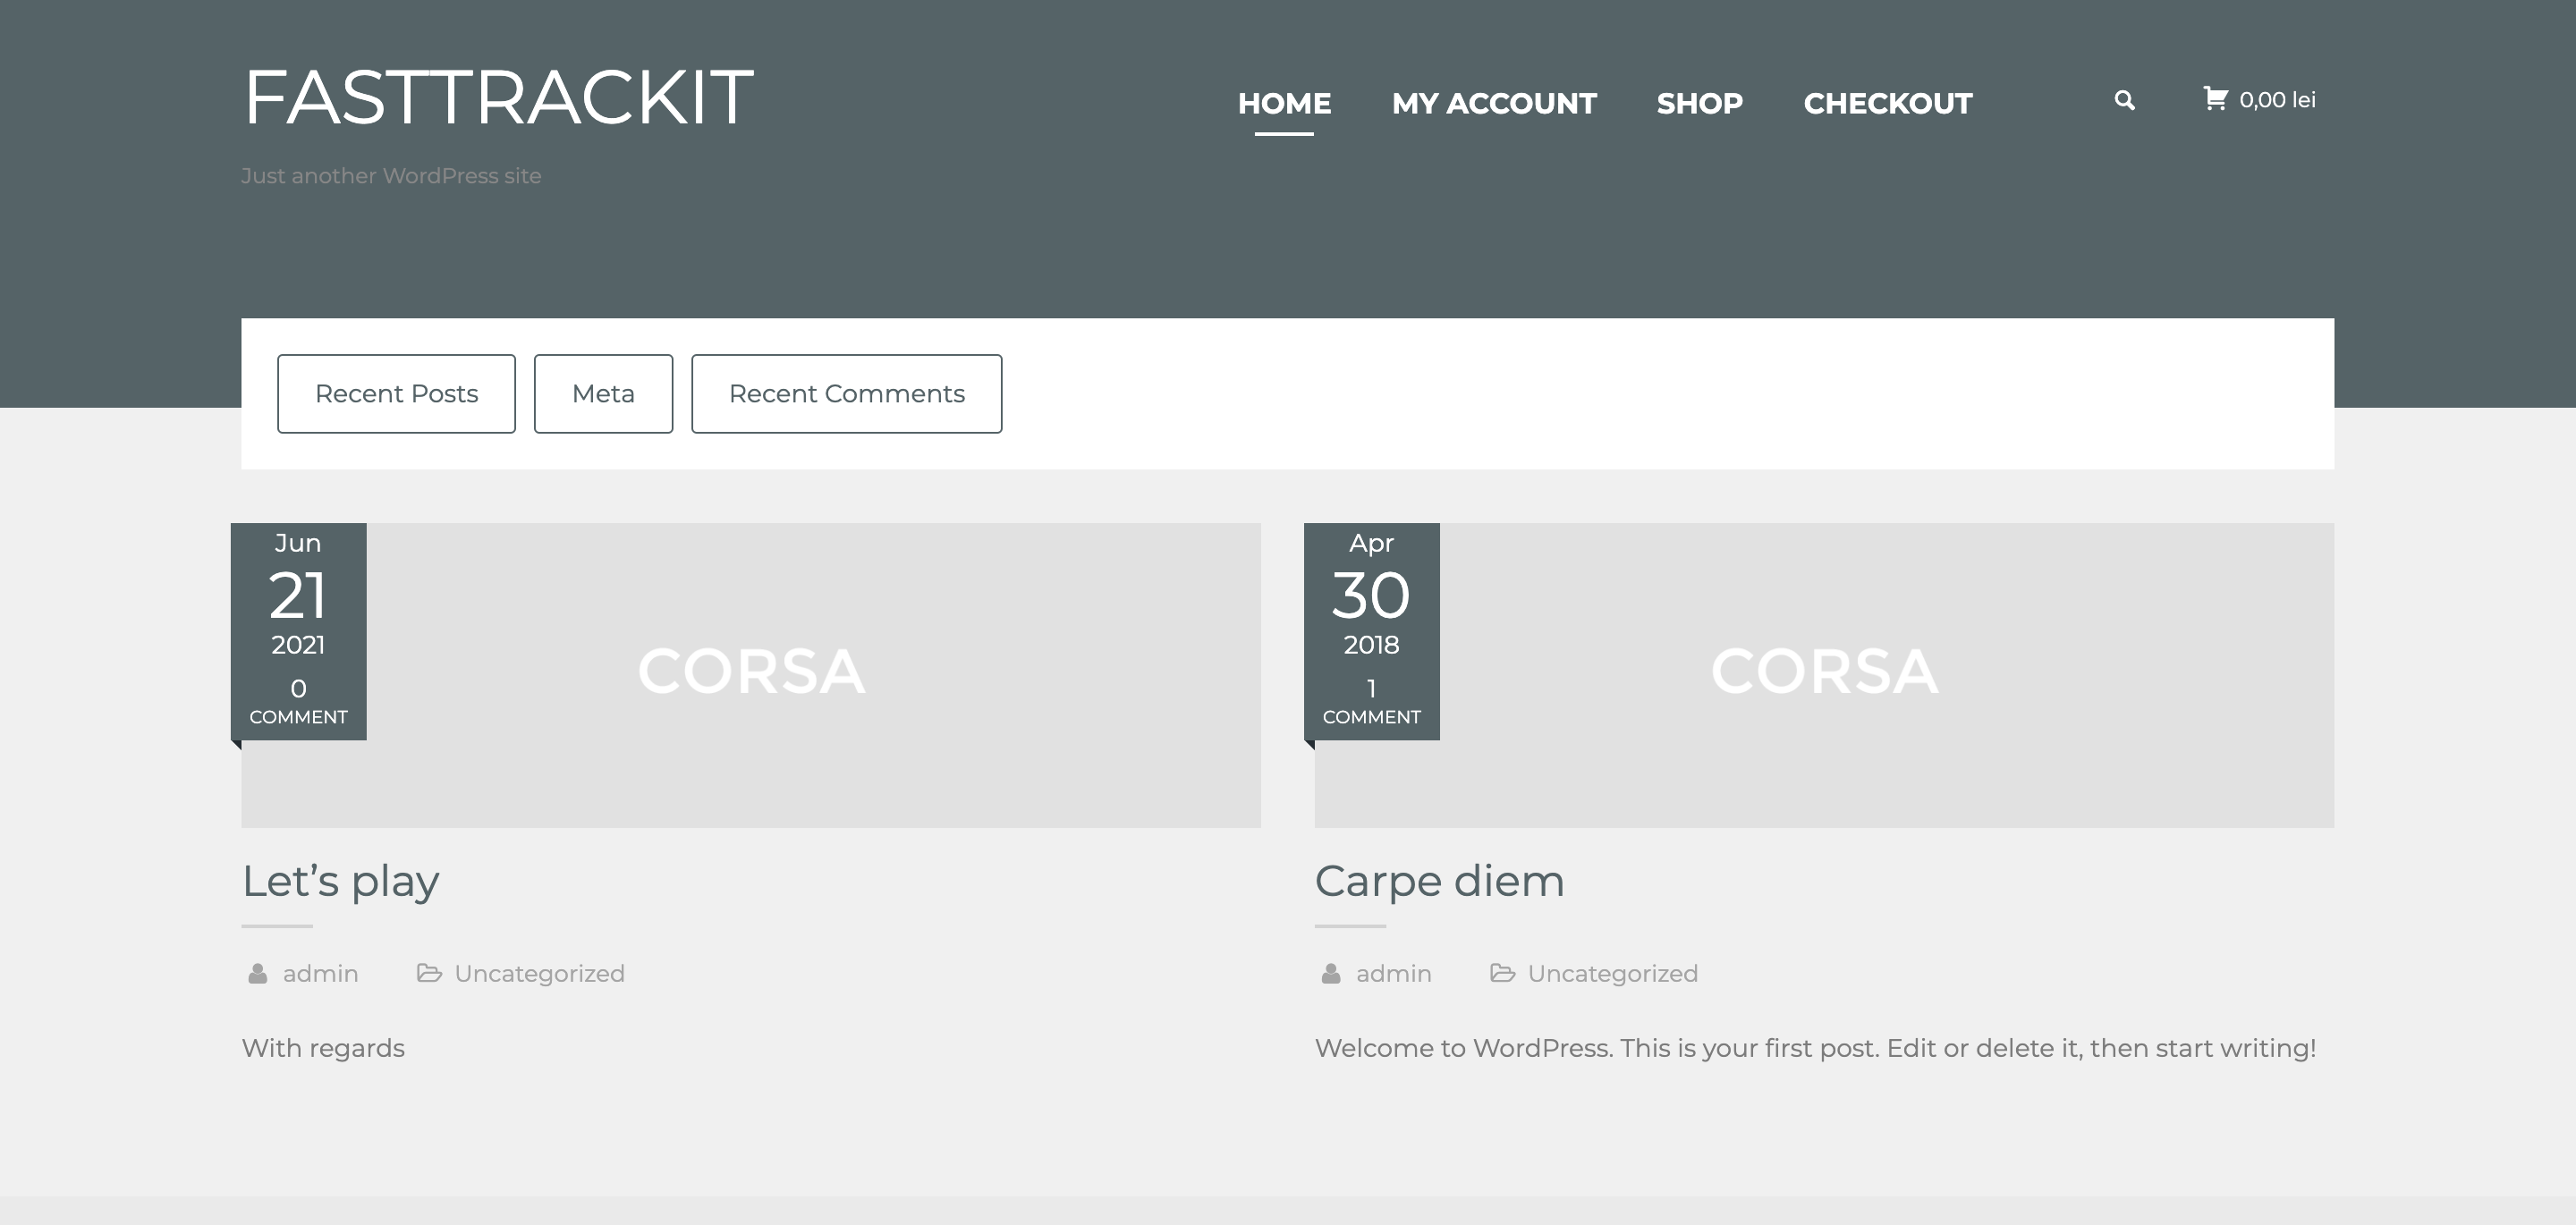 FASTTRACKIT
HOME MY ACCOUNT SHOP CHECKOUT 0,00 lei
Just another WordPress site
Recent Posts Meta Recent Comments
Jun
21
2021
0
COMMENT
CORSA
Let’s play
admin Uncategorized
With regards
Apr
30
2018
1
COMMENT
CORSA
Carpe diem
admin Uncategorized
Welcome to WordPress. This is your first post. Edit or delete it, then start writing!